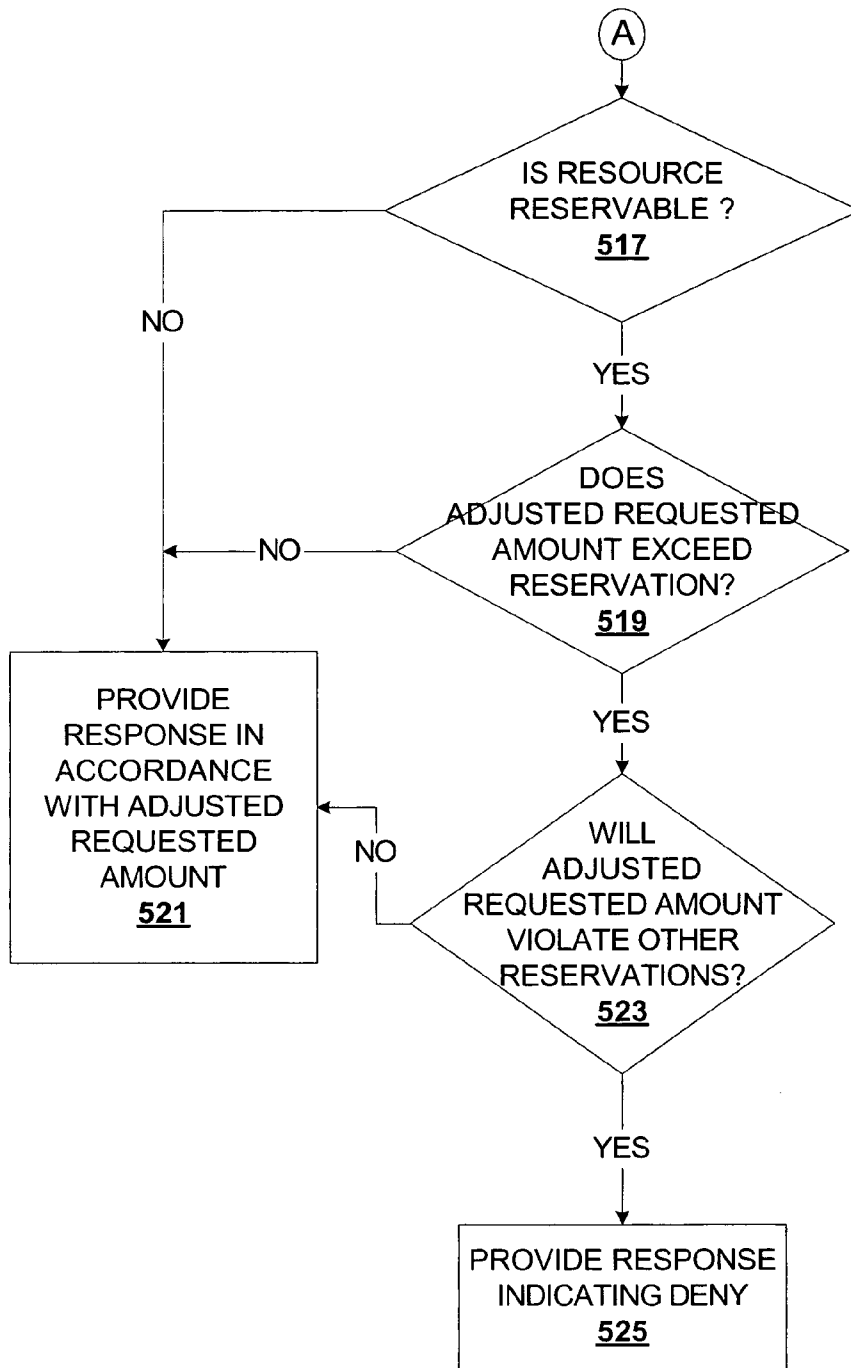 A
IS RESOURCE
RESERVABLE ?
517
NO
YES
DOES
ADJUSTED REQUESTED
AMOUNT EXCEED
RESERVATION?
519
NO
YES
PROVIDE
RESPONSE IN
ACCORDANCE
WITH ADJUSTED
REQUESTED
AMOUNT
521
WILL
ADJUSTED
REQUESTED AMOUNT
VIOLATE OTHER
RESERVATIONS?
523
NO
YES
PROVIDE RESPONSE
INDICATING DENY
525